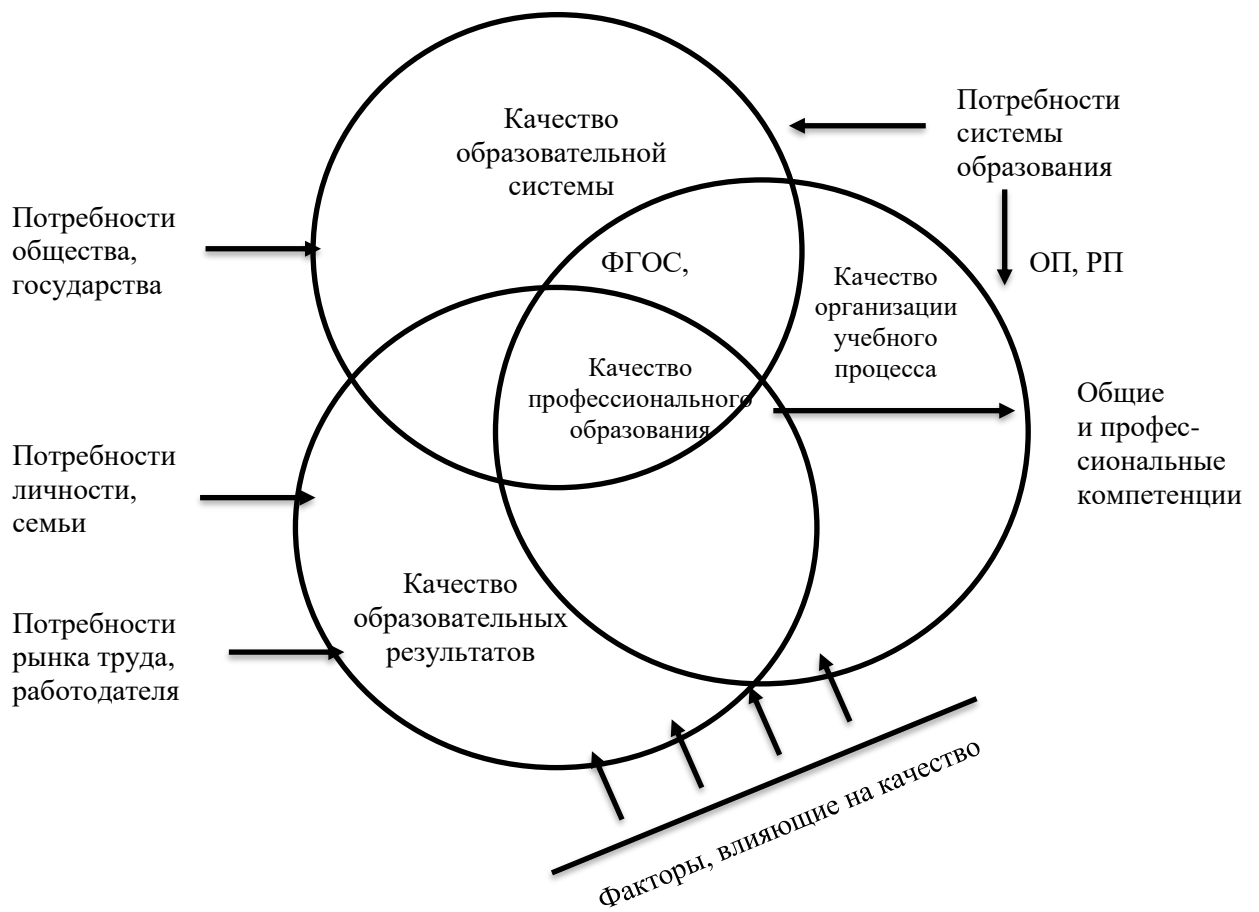 Качество
образовательной
системы
Потребности
системы
образования
Потребности
общества,
государства
ФГОС,
ОП, РП
Качество
организации
учебного
процесса
Качество
профессионального
образования
Общие
и профес-
сиональные
компетенции
Потребности
личности,
семьи
Качество
образовательных
результатов
Потребности
рынка труда,
работодателя
Факторы, влияющие на качество